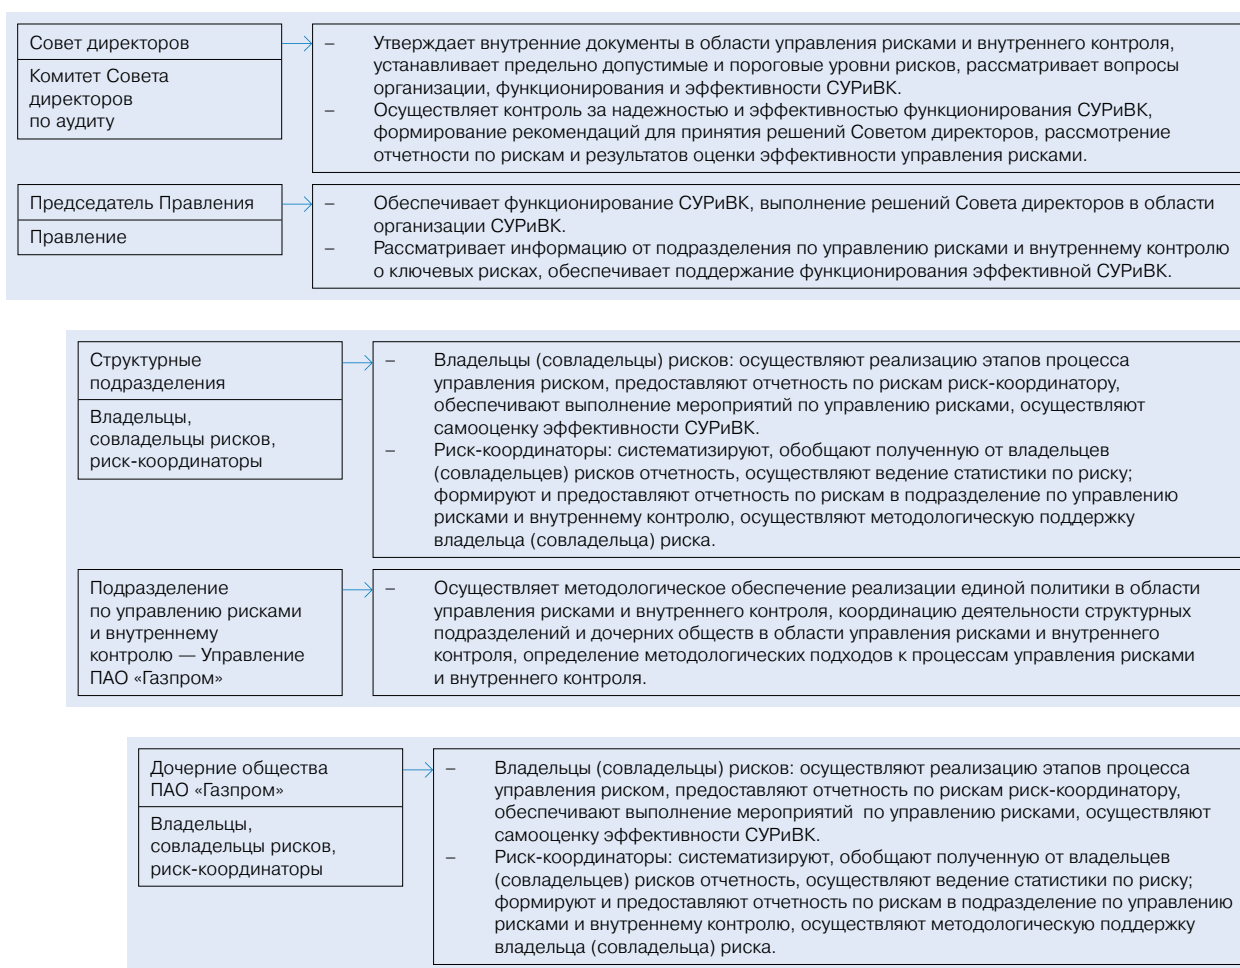 Совет директоров
Комитет Совета
директоров
по аудиту
– Утверждает внутренние документы в области управления рисками и внутреннего контроля,
устанавливает предельно допустимые и пороговые уровни рисков, рассматривает вопросы
организации, функционирования и эффективности СУРиВК.
– Осуществляет контроль за надежностью и эффективностью функционирования СУРиВК,
формирование рекомендаций для принятия решений Советом директоров, рассмотрение
отчетности по рискам и результатов оценки эффективности управления рисками.
Председатель Правления
Правление
– Обеспечивает функционирование СУРиВК, выполнение решений Совета директоров в области
организации СУРиВК.
– Рассматривает информацию от подразделения по управлению рисками и внутреннему контролю
о ключевых рисках, обеспечивает поддержание функционирования эффективной СУРиВК.
Структурные
подразделения
Владельцы,
совладельцы рисков,
риск-координаторы
– Владельцы (совладельцы) рисков: осуществляют реализацию этапов процесса
управления риском, предоставляют отчетность по рискам риск-координатору,
обеспечивают выполнение мероприятий по управлению рисками, осуществляют
самооценку эффективности СУРиВК.
– Риск-координаторы: систематизируют, обобщают полученную от владельцев
(совладельцев) рисков отчетность, осуществляют ведение статистики по риску;
формируют и предоставляют отчетность по рискам в подразделение по управлению
рисками и внутреннему контролю, осуществляют методологическую поддержку
владельца (совладельца) риска.
Подразделение
по управлению рисками
и внутреннему
контролю — Управление
ПАО «Газпром»
– Осуществляет методологическое обеспечение реализации единой политики в области
управления рисками и внутреннего контроля, координацию деятельности структурных
подразделений и дочерних обществ в области управления рисками и внутреннего
контроля, определение методологических подходов к процессам управления рисками
и внутреннего контроля.
Дочерние общества
ПАО «Газпром»
Владельцы,
совладельцы рисков,
риск-координаторы
– Владельцы (совладельцы) рисков: осуществляют реализацию этапов процесса
управления риском, предоставляют отчетность по рискам риск-координатору,
обеспечивают выполнение мероприятий по управлению рисками, осуществляют
самооценку эффективности СУРиВК.
– Риск-координаторы: систематизируют, обобщают полученную от владельцев
(совладельцев) рисков отчетность, осуществляют ведение статистики по риску;
формируют и предоставляют отчетность по рискам в подразделение по управлению
рисками и внутреннему контролю, осуществляют методологическую поддержку
владельца (совладельца) риска.